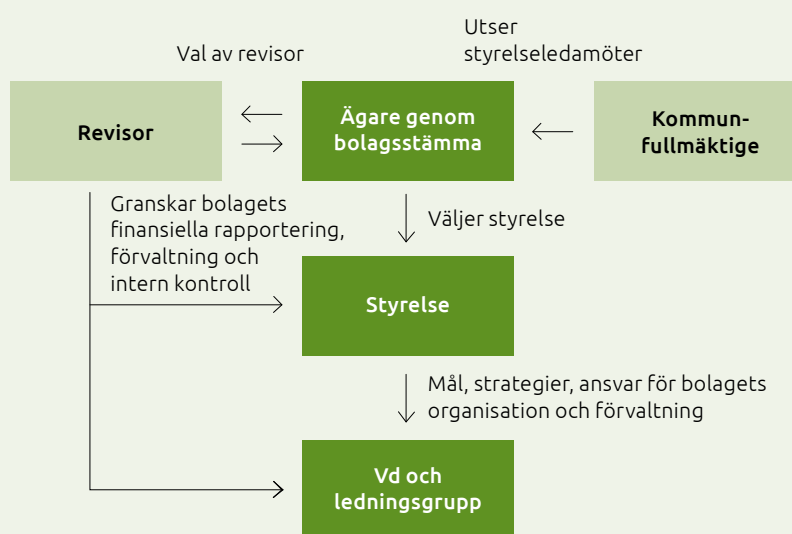 Utser
styrelseledamöter
Val av revisor
Revisor
Ägare genom
bolagsstämma
Kommun-
fullmäktige
Granskar bolagets
finansiella rapportering,
förvaltning och
intern kontroll
Väljer styrelse
Styrelse
Mål, strategier, ansvar för bolagets
organisation och förvaltning
Vd och
ledningsgrupp